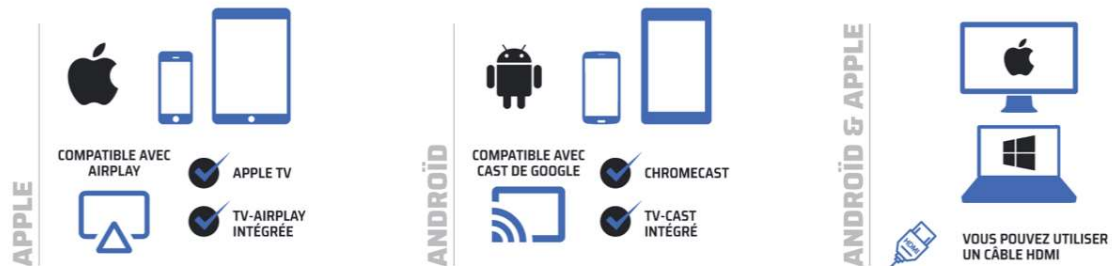 APPLE
COMPATIBLE AVEC
AIRPLAY
APPLE TV
TV-AIRPLAY
INTÉGRÉE
ANDROÏD
COMPATIBLE AVEC
CAST DE GOOGLE
CHROMECAST
TV-CAST
INTÉGRÉ
ANDROÏD & APPLE
HDMI
VOUS POUVEZ UTILISER
UN CÂBLE HDMI